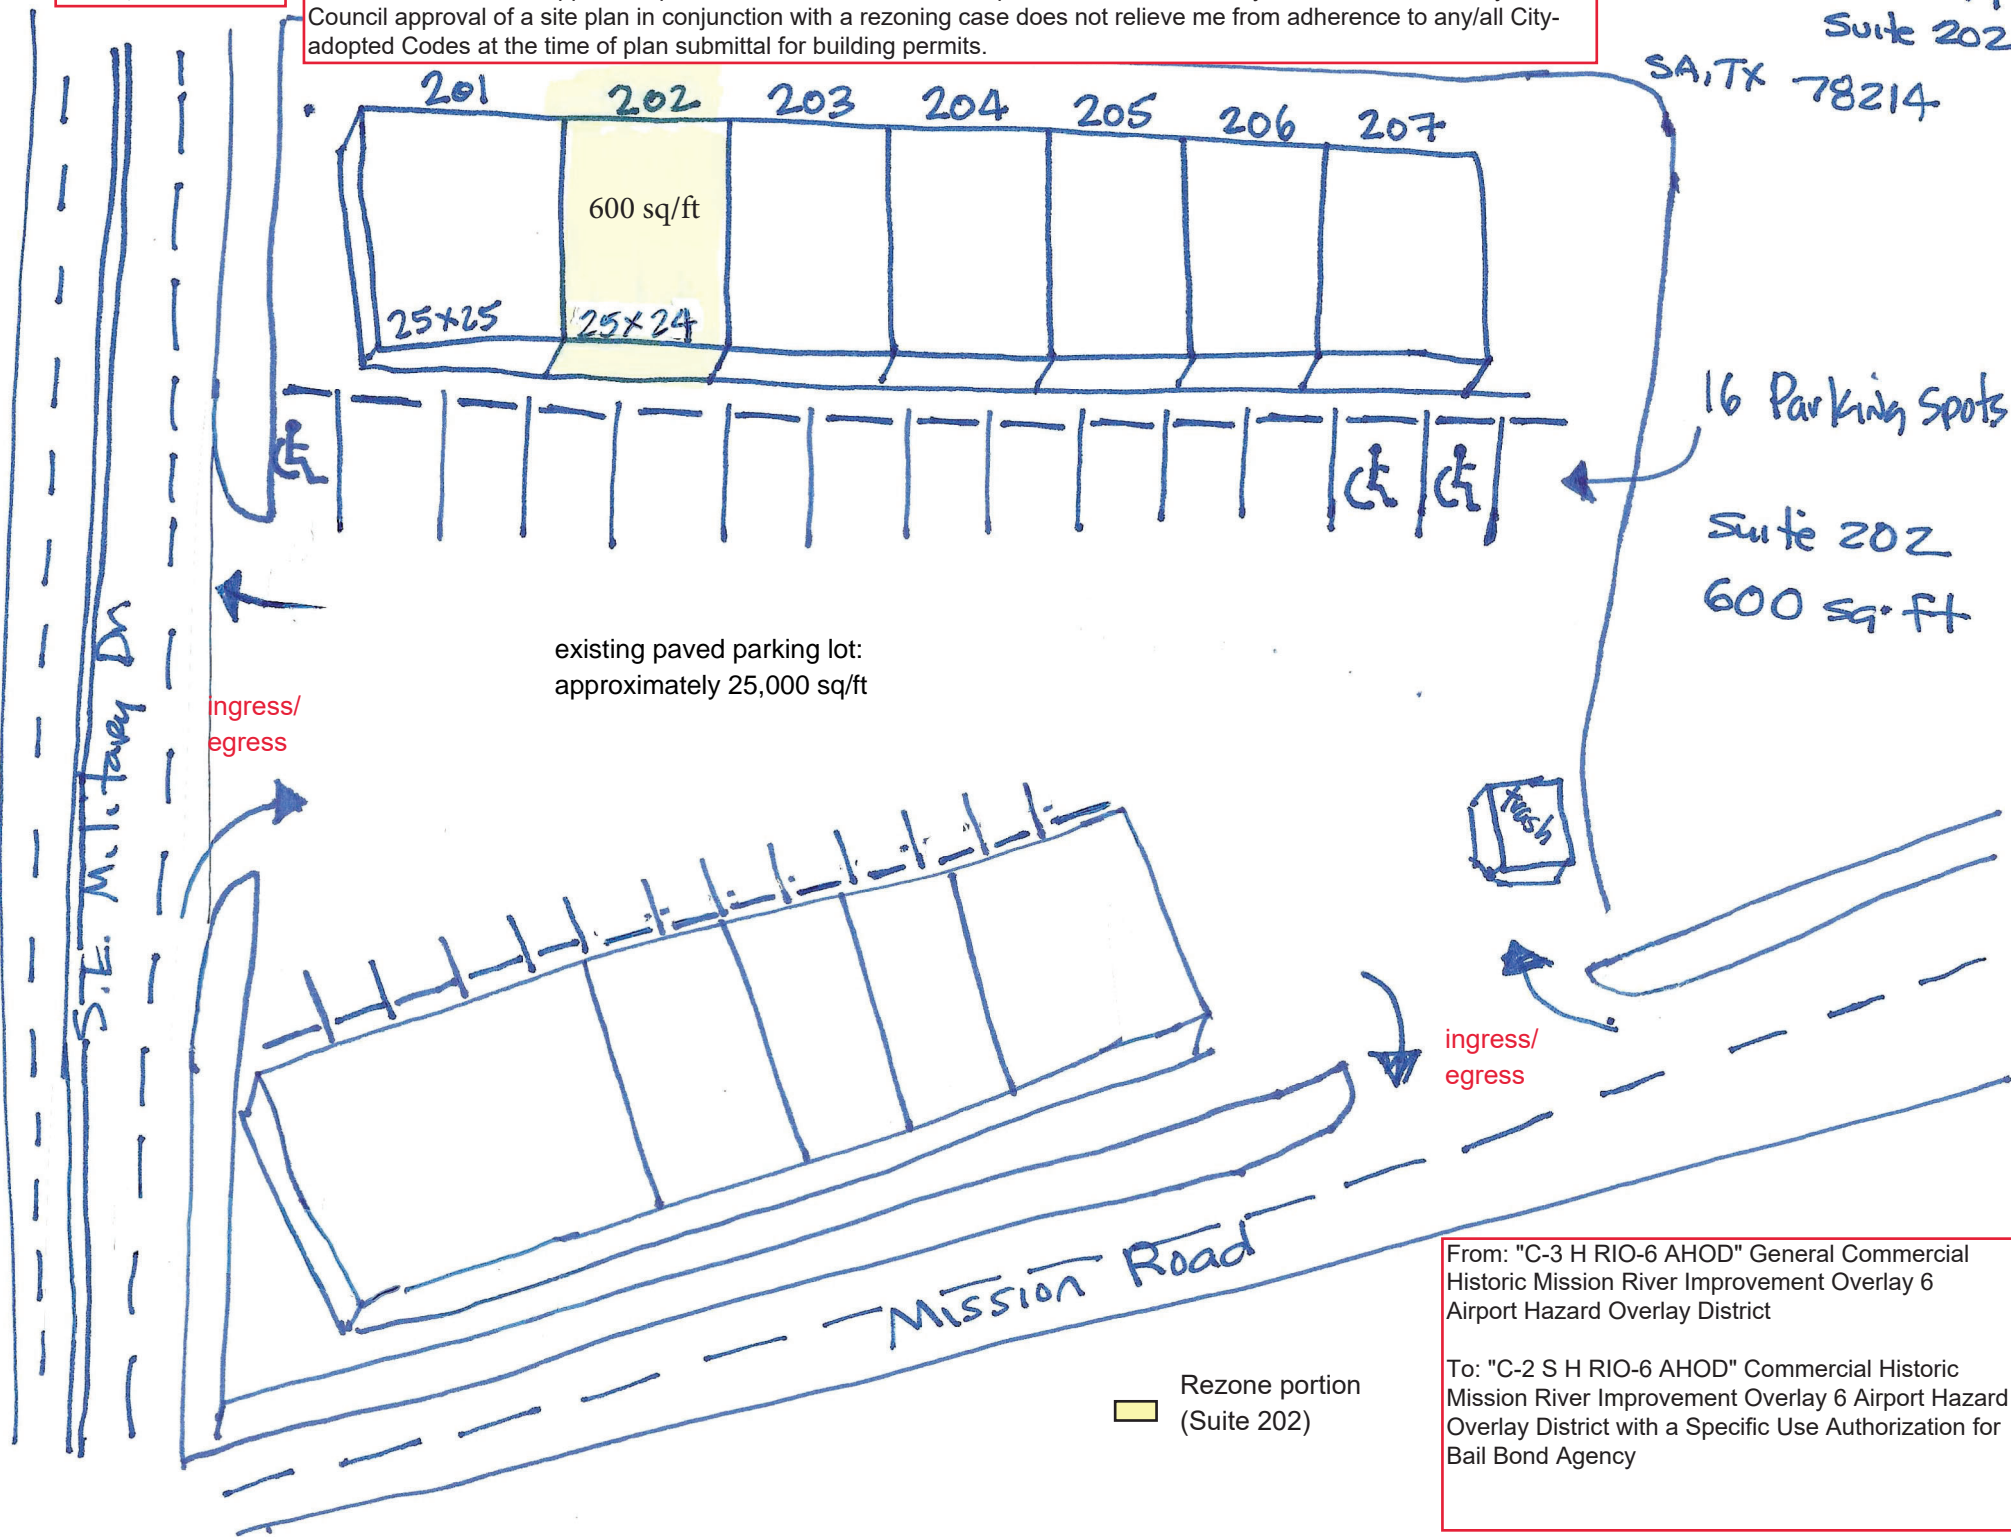 Council approval of a site plan in conjunction with a rezoning case does not relieve me from adherence to any/all City-
adopted Codes at the time of plan submittal for building permits.
Suite 202
SA, TX 78214
201 202 203 204 205 206 207
600 sq/ft
25x25
25x24
16 Parking Spots
Suite 202
600 sq. ft
existing paved parking lot:
approximately 25,000 sq/ft
ingress/
egress
S.E. Military Dr
trash
ingress/
egress
Mission Road
Rezone portion
(Suite 202)
From: "C-3 H RIO-6 AHOD" General Commercial
Historic Mission River Improvement Overlay 6
Airport Hazard Overlay District
To: "C-2 S H RIO-6 AHOD" Commercial Historic
Mission River Improvement Overlay 6 Airport Hazard
Overlay District with a Specific Use Authorization for
Bail Bond Agency